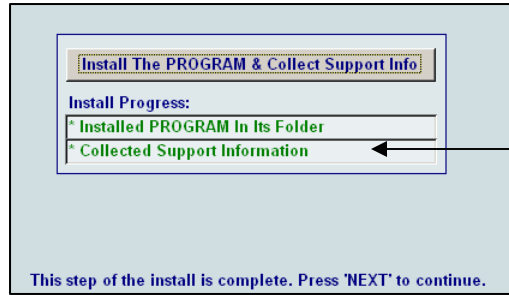 Install The PROGRAM & Collect Support Info
Install Progress:
* Installed PROGRAM In Its Folder
* Collected Support Information
This step of the install is complete. Press 'NEXT' to continue.